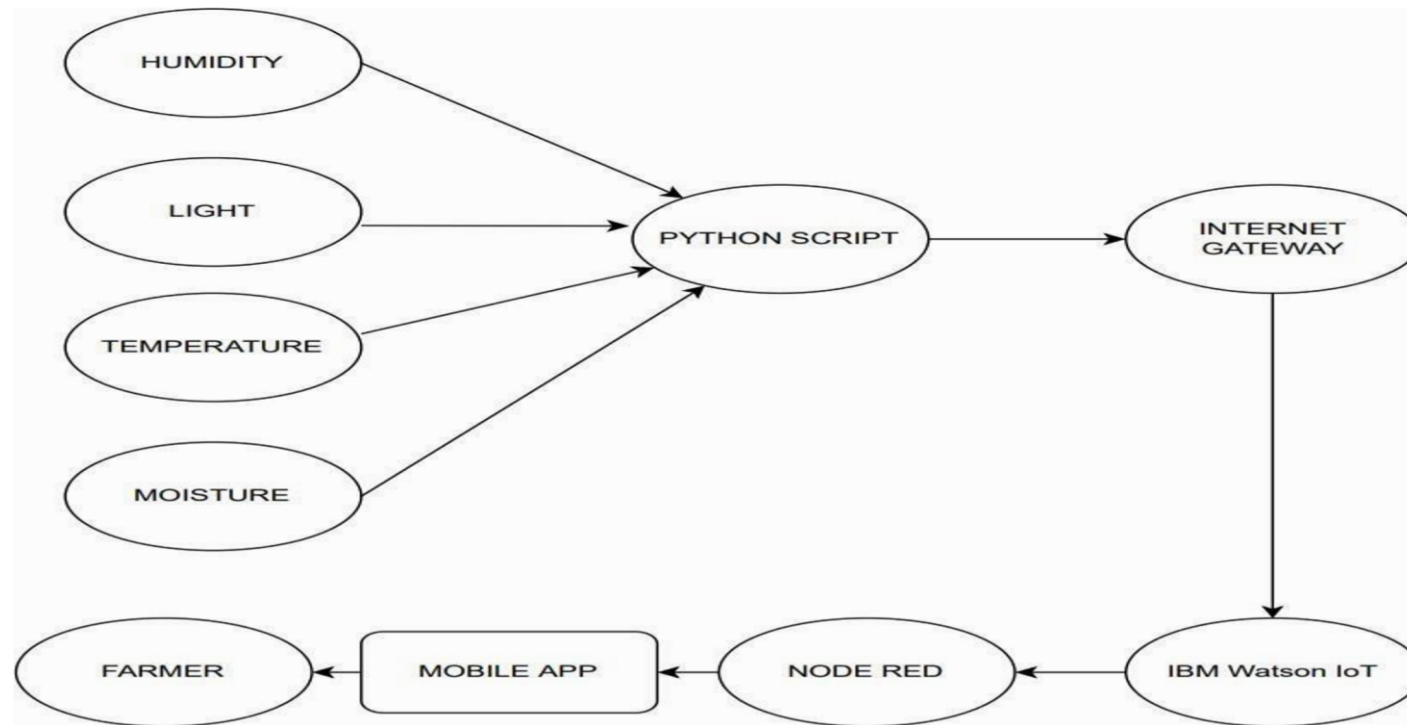 HUMIDITY
LIGHT
TEMPERATURE
MOISTURE
PYTHON SCRIPT
INTERNET
GATEWAY
IBM Watson IoT
NODE RED
MOBILE APP
FARMER